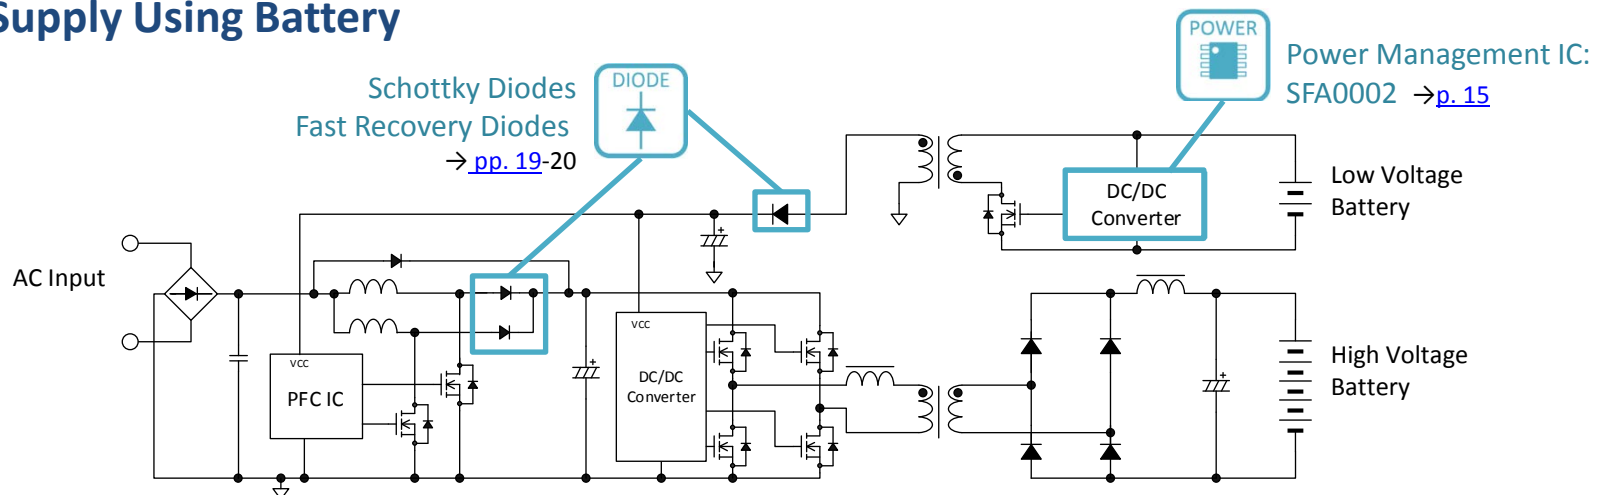 Supply Using Battery
DIODE
Schottky Diodes
Fast Recovery Diodes
→ pp. 19-20
POWER
Power Management IC:
SFA0002 →p. 15
DC/DC
Converter
Low Voltage
Battery
AC Input
VCC
PFC IC
VCC
DC/DC
Converter
High Voltage
Battery